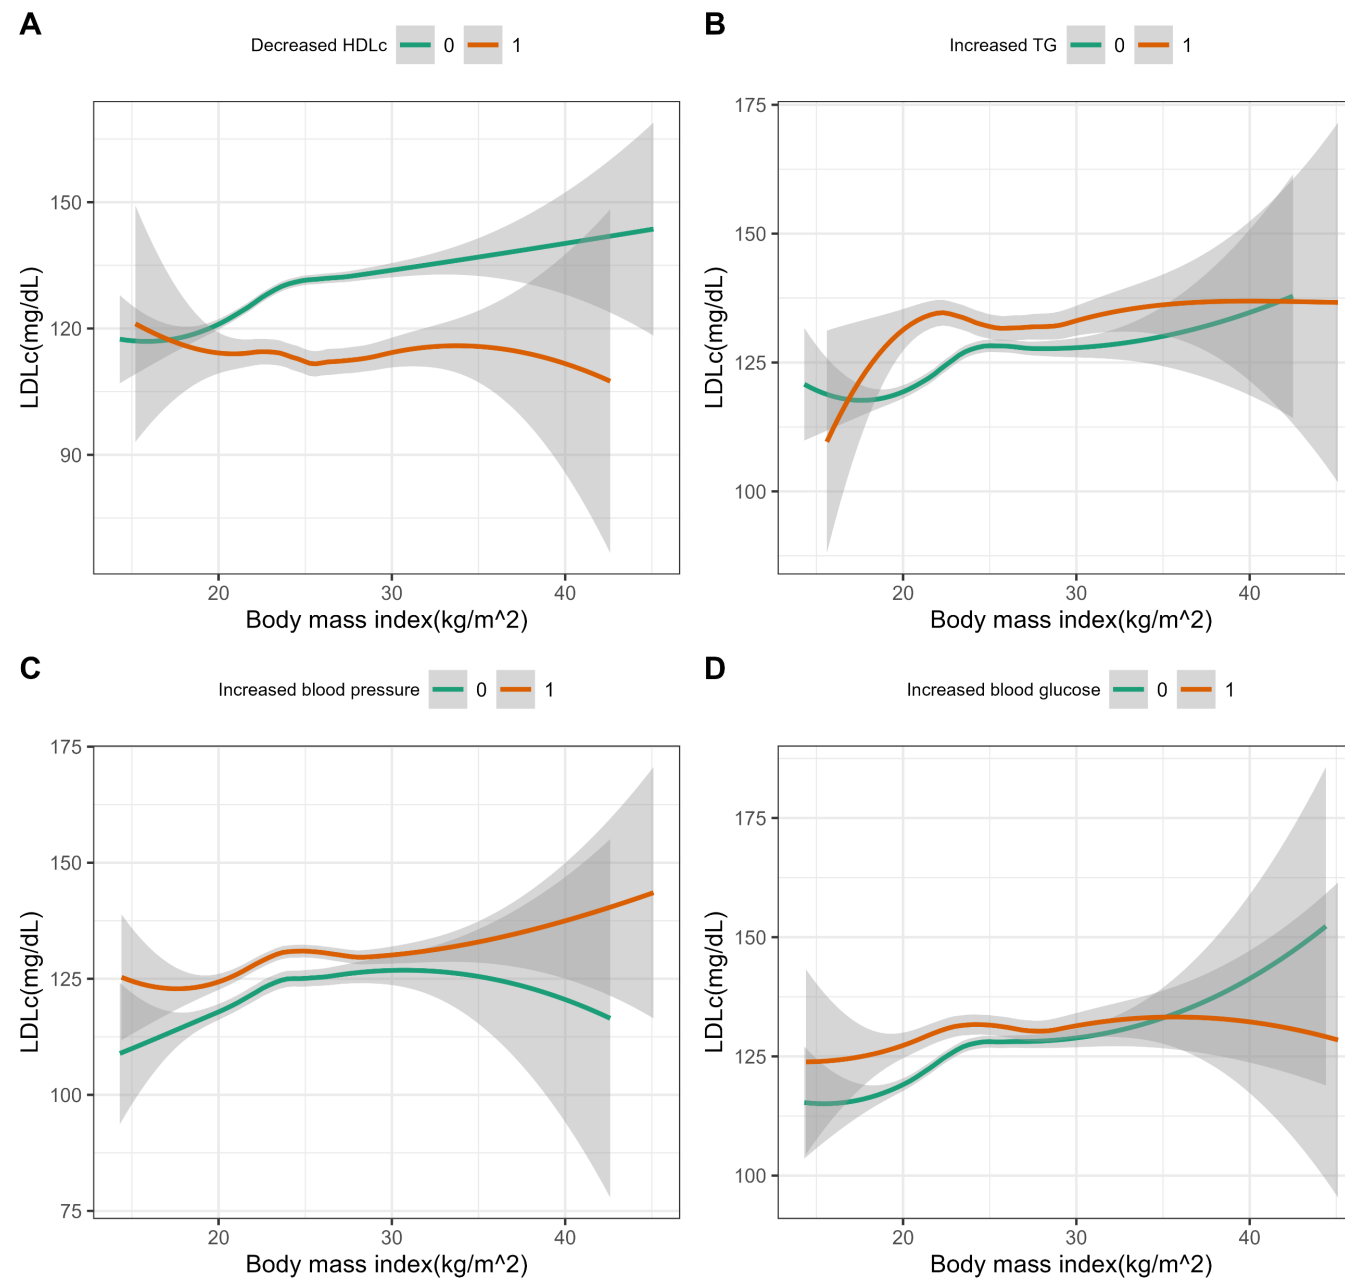 A
Decreased HDLc 0 1
150
120
90
LDLc(mg/dL)
20 30 40
Body mass index(kg/m^2)
B
Increased TG 0 1
175
150
125
100
LDLc(mg/dL)
20 30 40
Body mass index(kg/m^2)
C
Increased blood pressure 0 1
175
150
125
100
75
LDLc(mg/dL)
20 30 40
Body mass index(kg/m^2)
D
Increased blood glucose 0 1
175
150
125
100
LDLc(mg/dL)
20 30 40
Body mass index(kg/m^2)